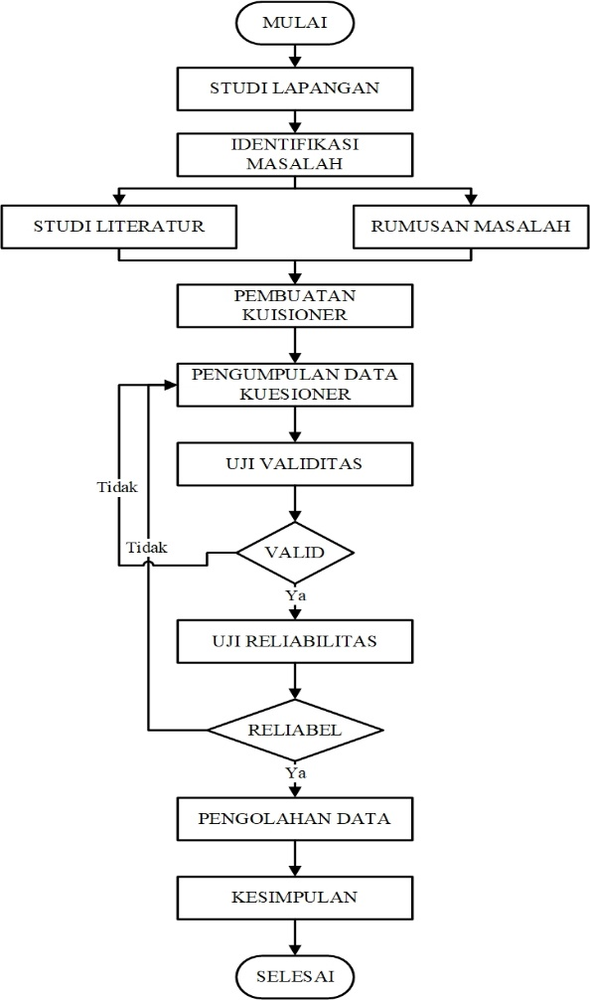 MULAI
STUDI LAPANGAN
IDENTIFIKASI
MASALAH
STUDI LITERATUR
RUMUSAN MASALAH
PEMBUATAN
KUISIONER
PENGUMPULAN DATA
KUESIONER
UJI VALIDITAS
Tidak
Tidak
VALID
Ya
UJI RELIABILITAS
RELIABEL
Ya
PENGOLAHAN DATA
KESIMPULAN
SELESAI